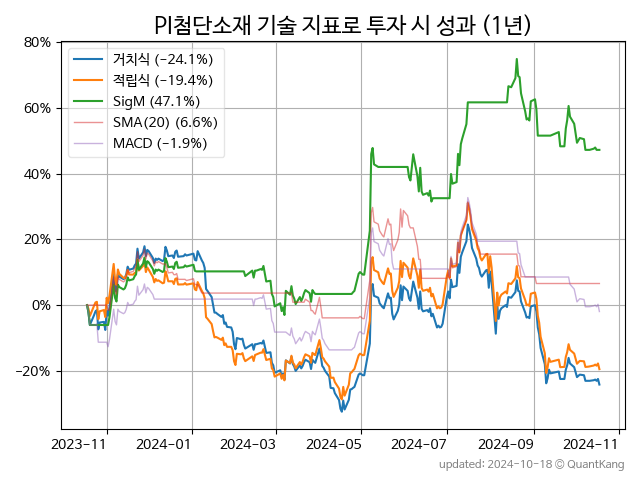 PI첨단소재 기술 지표로 투자 시 성과 (1년)
80%
60%
40%
20%
0%
−20%
거치식 (−24.1%)
적립식 (−19.4%)
SigM (47.1%)
SMA(20) (6.6%)
MACD (−1.9%)
2023-11
2024-01
2024-03
2024-05
2024-07
2024-09
2024-11
updated: 2024-10-18 © QuantKang